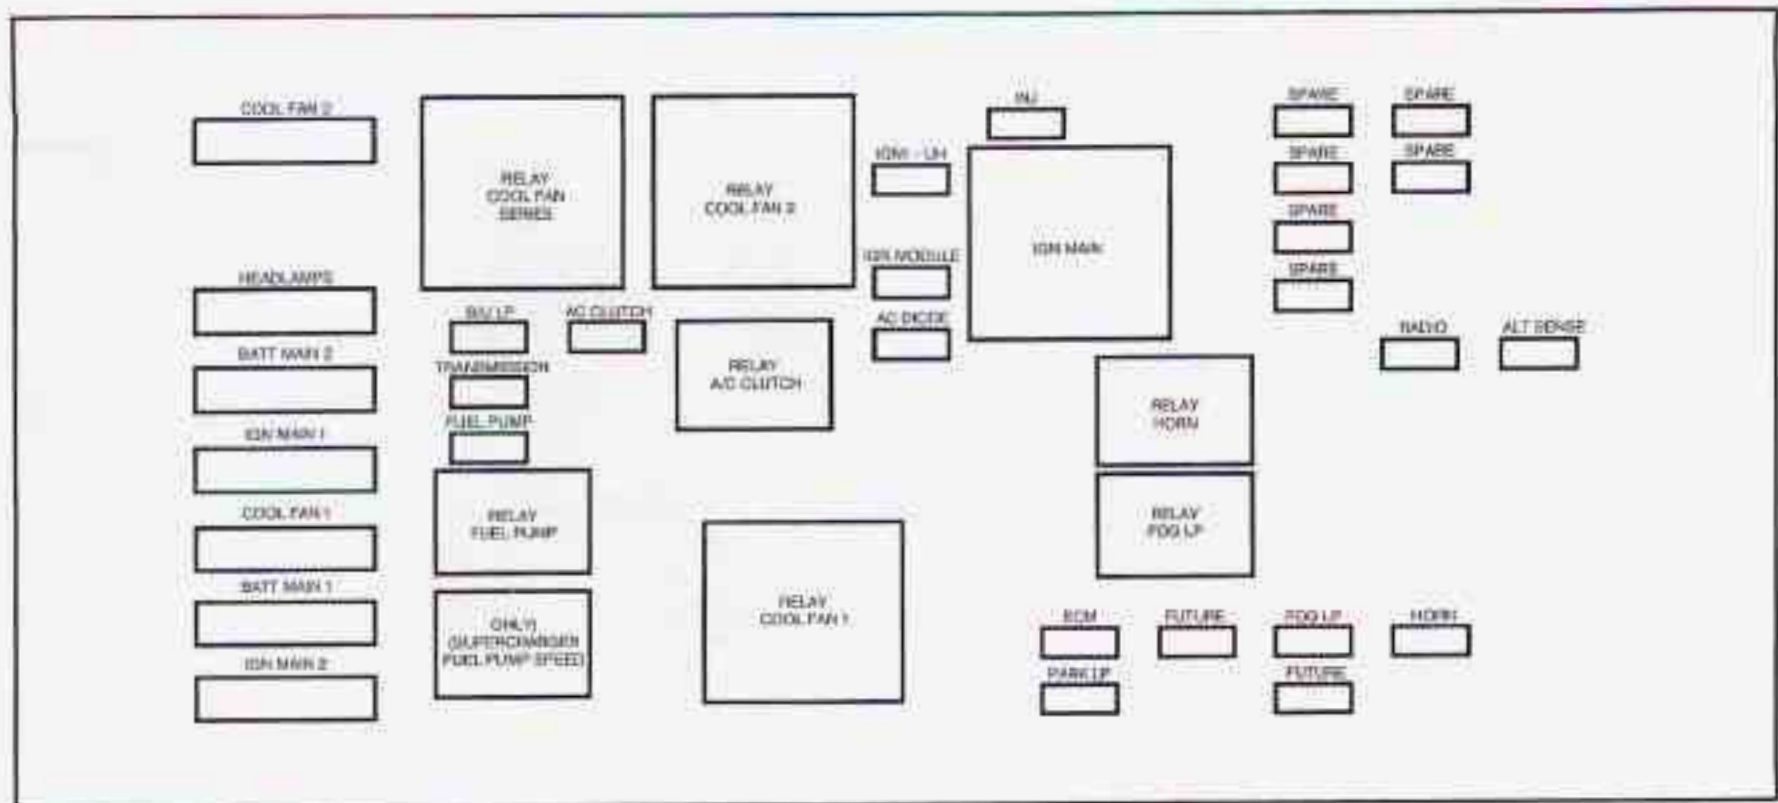 COOL FAN 2
HEADLAMPS
BATT MAIN 2
IGN MAIN 1
COOL FAN 1
BATT MAIN 1
IGN MAIN 2
RELAY
COOL FAN
SERIES
RELAY
COOL FAN 2
B/U LP
AC CLUTCH
TRANSMISSION
FUEL PUMP
RELAY
A/C CLUTCH
RELAY
FUEL PUMP
ONLY)
(SUPERCHARGER
FUEL PUMP SPEED)
RELAY
COOL FAN 1
INJ
IGN1 - UH
IGN MODULE
AC DIODE
IGN MAIN
RELAY
HORN
RELAY
FOG LP
SPARE
SPARE
SPARE
SPARE
SPARE
SPARE
RADIO
ALT SENSE
ECM
FUTURE
FOG LP
HORN
PARK LP
FUTURE